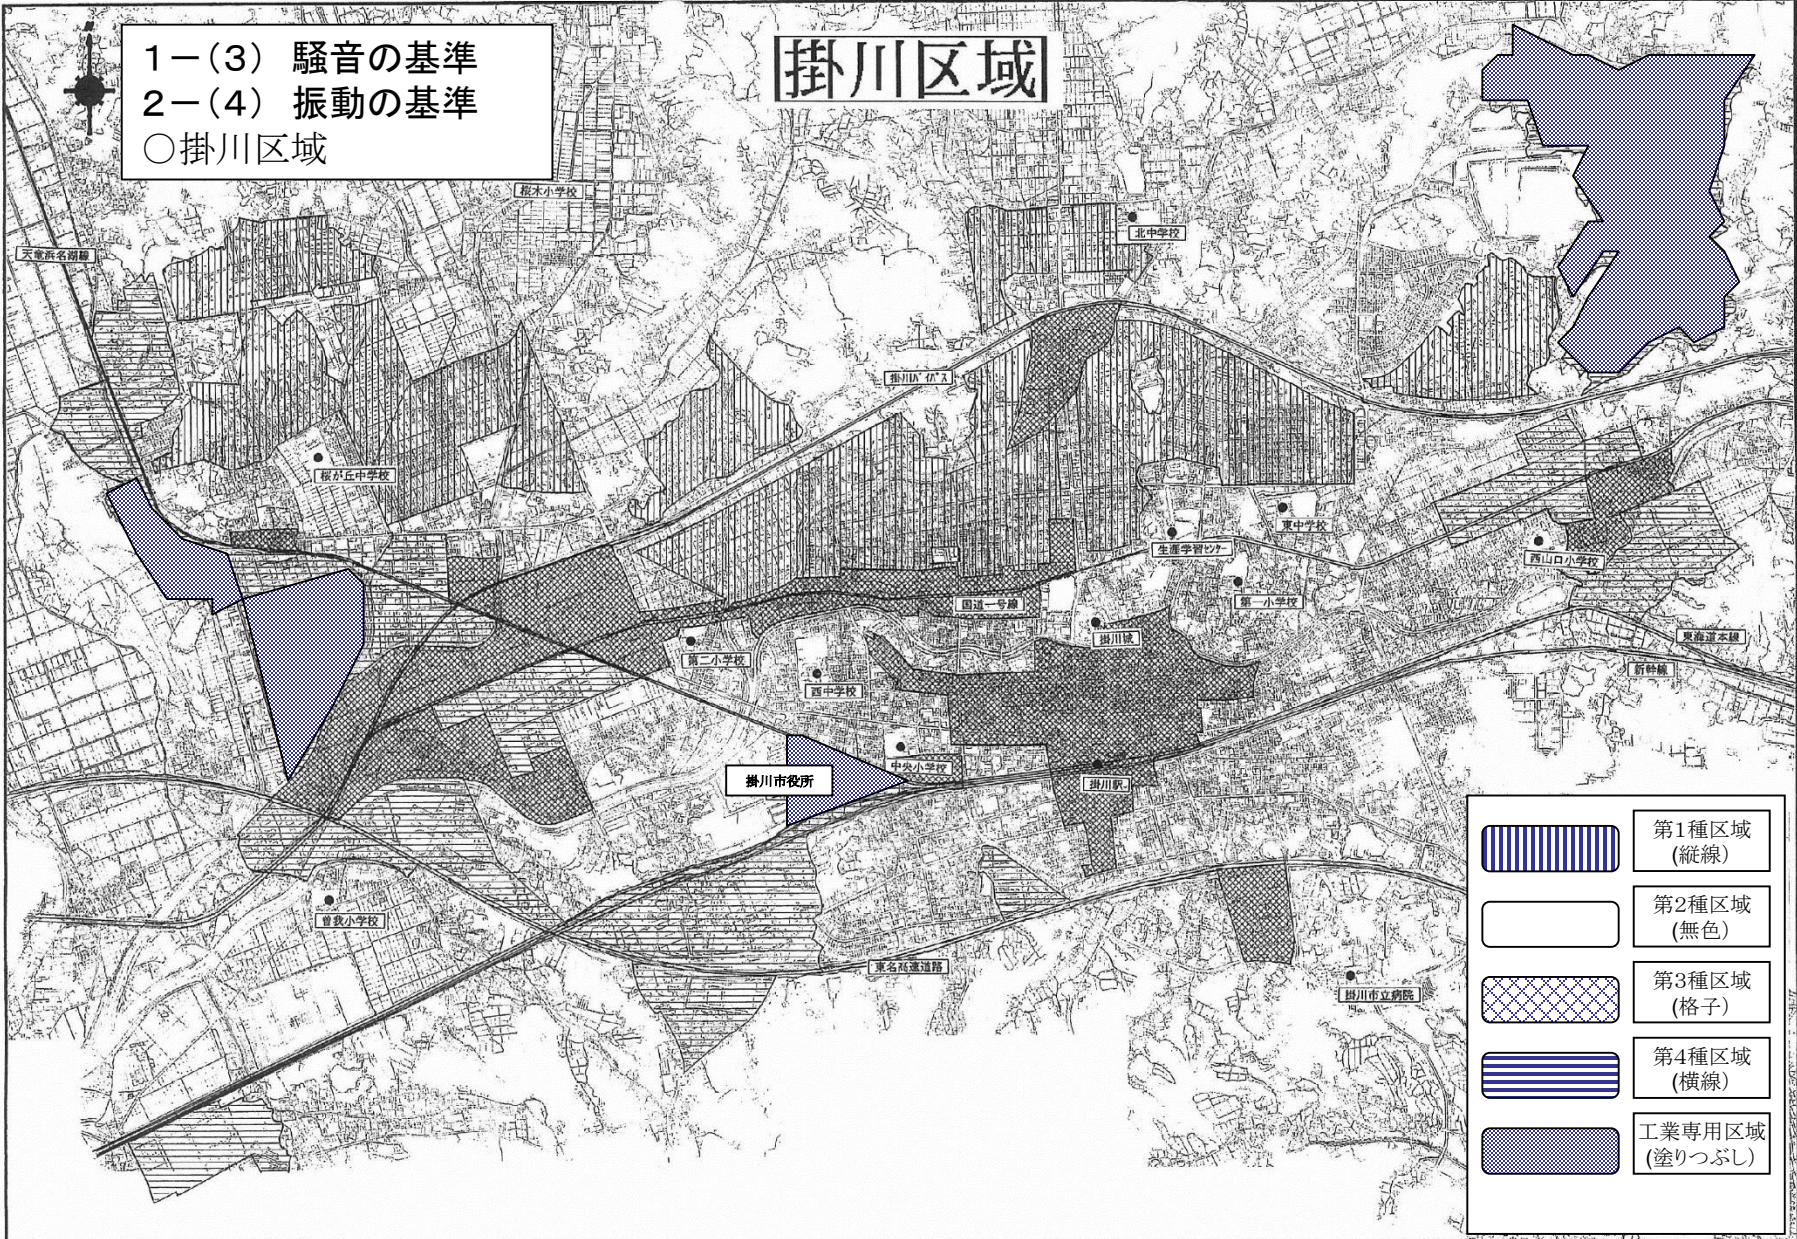 1－(3) 騒音の基準
2－(4) 振動の基準
○掛川区域
掛川区域
桜木小学校
北中学校
天竜浜名湖線
掛川バイパス
桜が丘中学校
東中学校
生涯学習センター
西山口小学校
国道一号線
第一小学校
掛川城
東海道本線
第二小学校
新幹線
西中学校
中央小学校
掛川市役所
掛川駅
曽我小学校
東名高速道路
掛川市立病院
第1種区域
(縦線)
第2種区域
(無色)
第3種区域
(格子)
第4種区域
(横線)
工業専用区域
(塗りつぶし)